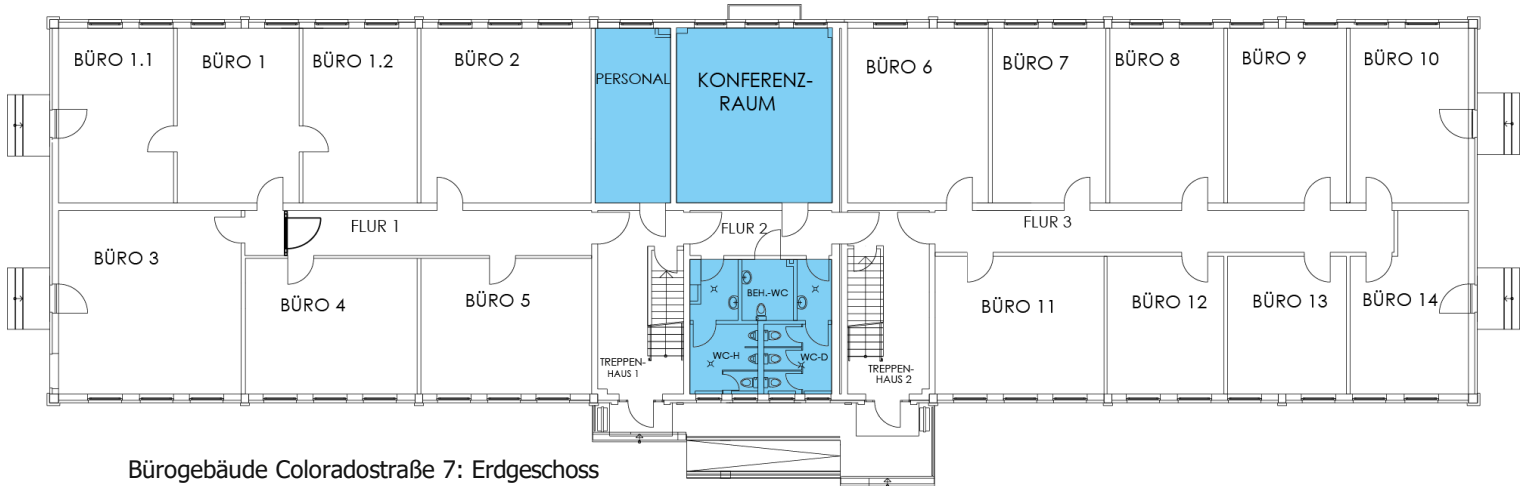 BÜRO 1.1
BÜRO 1
BÜRO 1.2
BÜRO 2
PERSONAL
KONFERENZ-
RAUM
BÜRO 6
BÜRO 7
BÜRO 8
BÜRO 9
BÜRO 10
FLUR 1
FLUR 2
FLUR 3
BÜRO 3
BÜRO 4
BÜRO 5
BEH.-WC
WC-H
WC-D
TREPPEN-
HAUS 1
TREPPEN-
HAUS 2
BÜRO 11
BÜRO 12
BÜRO 13
BÜRO 14
Bürogebäude Coloradostraße 7: Erdgeschoss